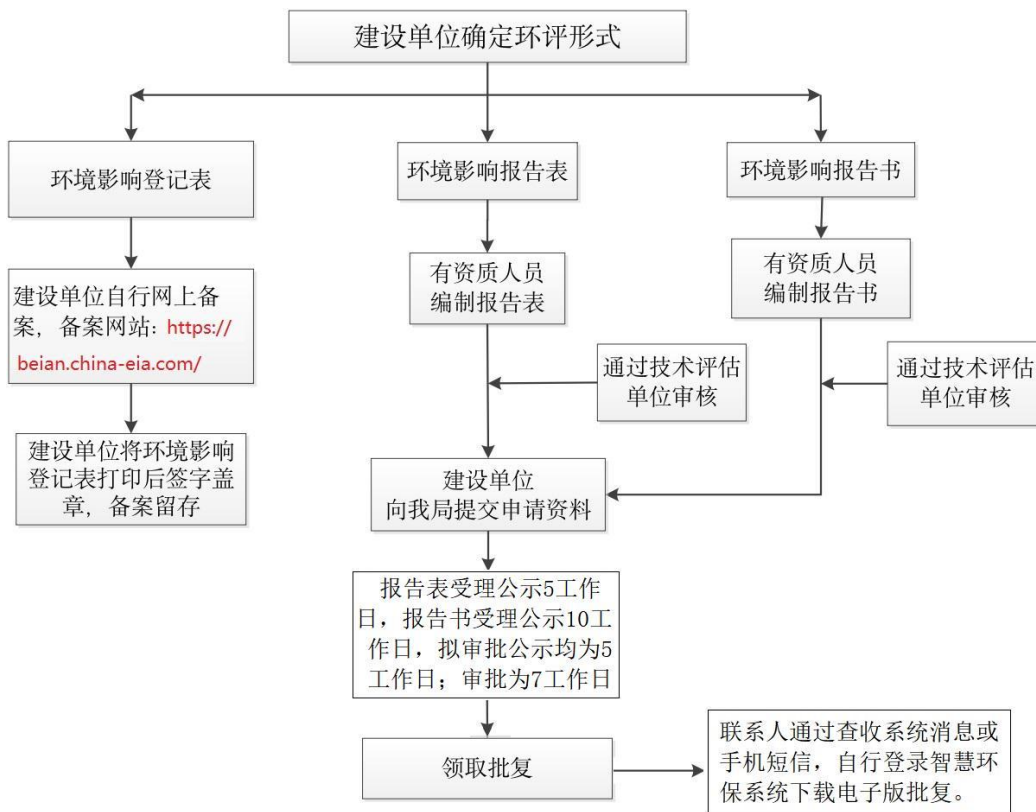 建设单位确定环评形式
环境影响登记表
环境影响报告表
环境影响报告书
建设单位自行网上备
案，备案网站：https://
beian.china-eia.com/
有资质人员
编制报告表
有资质人员
编制报告书
通过技术评估
单位审核
通过技术评估
单位审核
建设单位将环境影响
登记表打印后签字盖
章，备案留存
建设单位
向我局提交申请资料
报告表受理公示5工作
日，报告书受理公示10工
作日，拟审批公示均为5
工作日；审批为7工作日
领取批复
联系人通过查收系统消息或
手机短信，自行登录智慧环
保系统下载电子版批复。